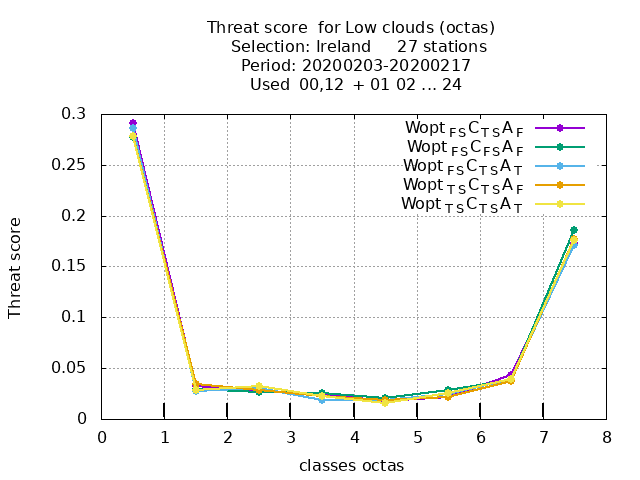 Threat score  for Low clouds (octas)
Selection: Ireland     27 stations
Period: 20200203-20200217
Used  00,12  + 01 02 ... 24
Wopt FS C TS A F
Wopt FS C FS A F
Wopt FS C TS A T
Wopt TS C TS A F
Wopt TS C TS A T
Threat score
0.3
0.25
0.2
0.15
0.1
0.05
0
0 1 2 3 4 5 6 7 8
classes octas